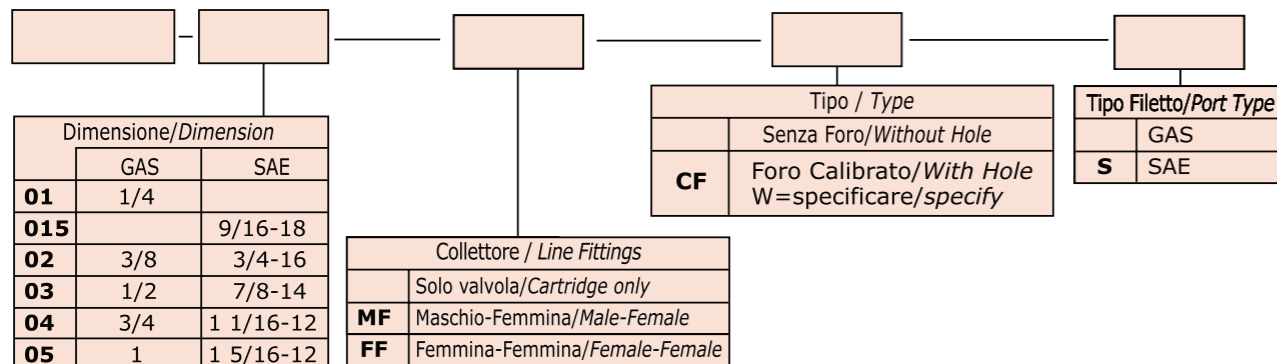 Dimensione/Dimension
GAS SAE
01 1/4
015 9/16-18
02 3/8 3/4-16
03 1/2 7/8-14
04 3/4 1 1/16-12
05 1 1 5/16-12
Collettore / Line Fittings
Solo valvola/Cartridge only
MF Maschio-Femmina/Male-Female
FF Femmina-Femmina/Female-Female
Tipo / Type
Senza Foro/Without Hole
CF Foro Calibrato/With Hole
W=specificare/specify
Tipo Filetto/Port Type
GAS
S SAE